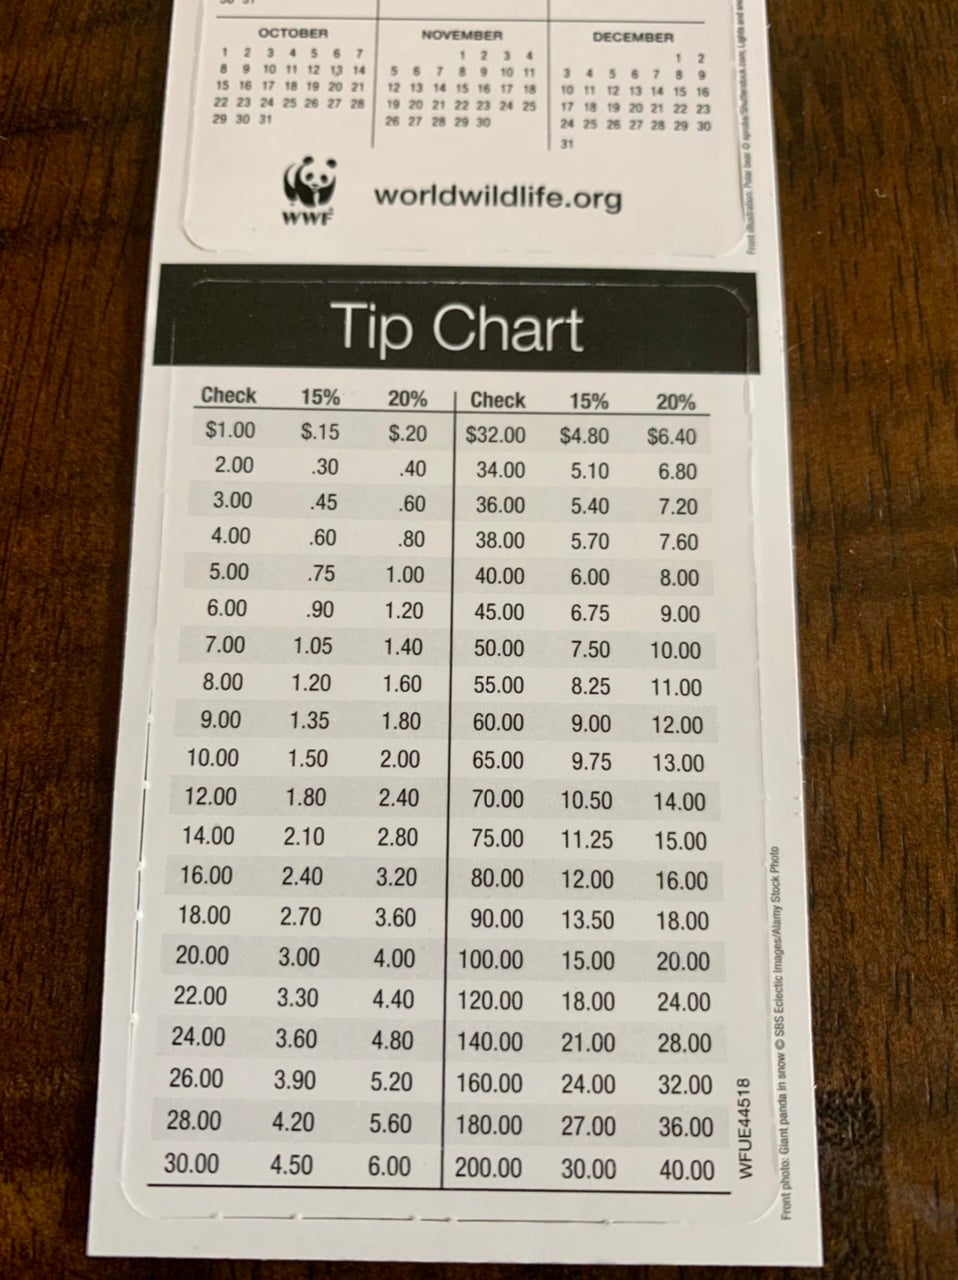 30 31
OCTOBER
1 2 3 4 5 6 7
8 9 10 11 12 13 14
15 16 17 18 19 20 21
22 23 24 25 26 27 28
29 30 31
NOVEMBER
1 2 3 4
5 6 7 8 9 10 11
12 13 14 15 16 17 18
19 20 21 22 23 24 25
26 27 28 29 30
DECEMBER
1 2
3 4 5 6 7 8 9
10 11 12 13 14 15 16
17 18 19 20 21 22 23
24 25 26 27 28 29 30
31
WWF
worldwildlife.org
Front illustration: Polar bear © sprabs/Shutterstock.com; Lights and
Tip Chart
Check 15% 20% Check 15% 20%
$1.00 $.15 $.20 $32.00 $4.80 $6.40
2.00 .30 .40 34.00 5.10 6.80
3.00 .45 .60 36.00 5.40 7.20
4.00 .60 .80 38.00 5.70 7.60
5.00 .75 1.00 40.00 6.00 8.00
6.00 .90 1.20 45.00 6.75 9.00
7.00 1.05 1.40 50.00 7.50 10.00
8.00 1.20 1.60 55.00 8.25 11.00
9.00 1.35 1.80 60.00 9.00 12.00
10.00 1.50 2.00 65.00 9.75 13.00
12.00 1.80 2.40 70.00 10.50 14.00
14.00 2.10 2.80 75.00 11.25 15.00
16.00 2.40 3.20 80.00 12.00 16.00
18.00 2.70 3.60 90.00 13.50 18.00
20.00 3.00 4.00 100.00 15.00 20.00
22.00 3.30 4.40 120.00 18.00 24.00
24.00 3.60 4.80 140.00 21.00 28.00
26.00 3.90 5.20 160.00 24.00 32.00
28.00 4.20 5.60 180.00 27.00 36.00
30.00 4.50 6.00 200.00 30.00 40.00
WFUE44518
Front photo: Giant panda in snow © SBS Eclectic Images/Alamy Stock Photo